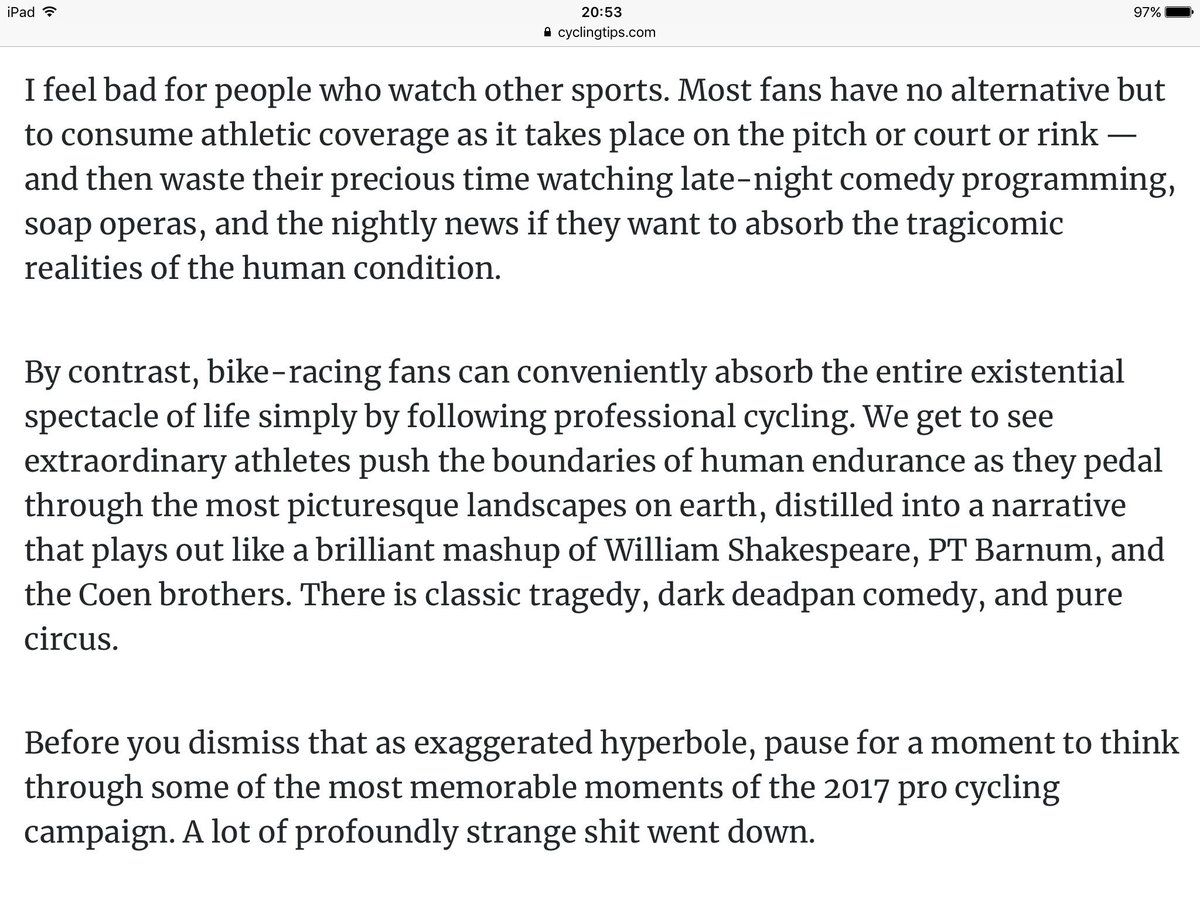 iPad
20:53
97%
cyclingtips.com
I feel bad for people who watch other sports. Most fans have no alternative but
to consume athletic coverage as it takes place on the pitch or court or rink —
and then waste their precious time watching late-night comedy programming,
soap operas, and the nightly news if they want to absorb the tragicomic
realities of the human condition.
By contrast, bike-racing fans can conveniently absorb the entire existential
spectacle of life simply by following professional cycling. We get to see
extraordinary athletes push the boundaries of human endurance as they pedal
through the most picturesque landscapes on earth, distilled into a narrative
that plays out like a brilliant mashup of William Shakespeare, PT Barnum, and
the Coen brothers. There is classic tragedy, dark deadpan comedy, and pure
circus.
Before you dismiss that as exaggerated hyperbole, pause for a moment to think
through some of the most memorable moments of the 2017 pro cycling
campaign. A lot of profoundly strange shit went down.